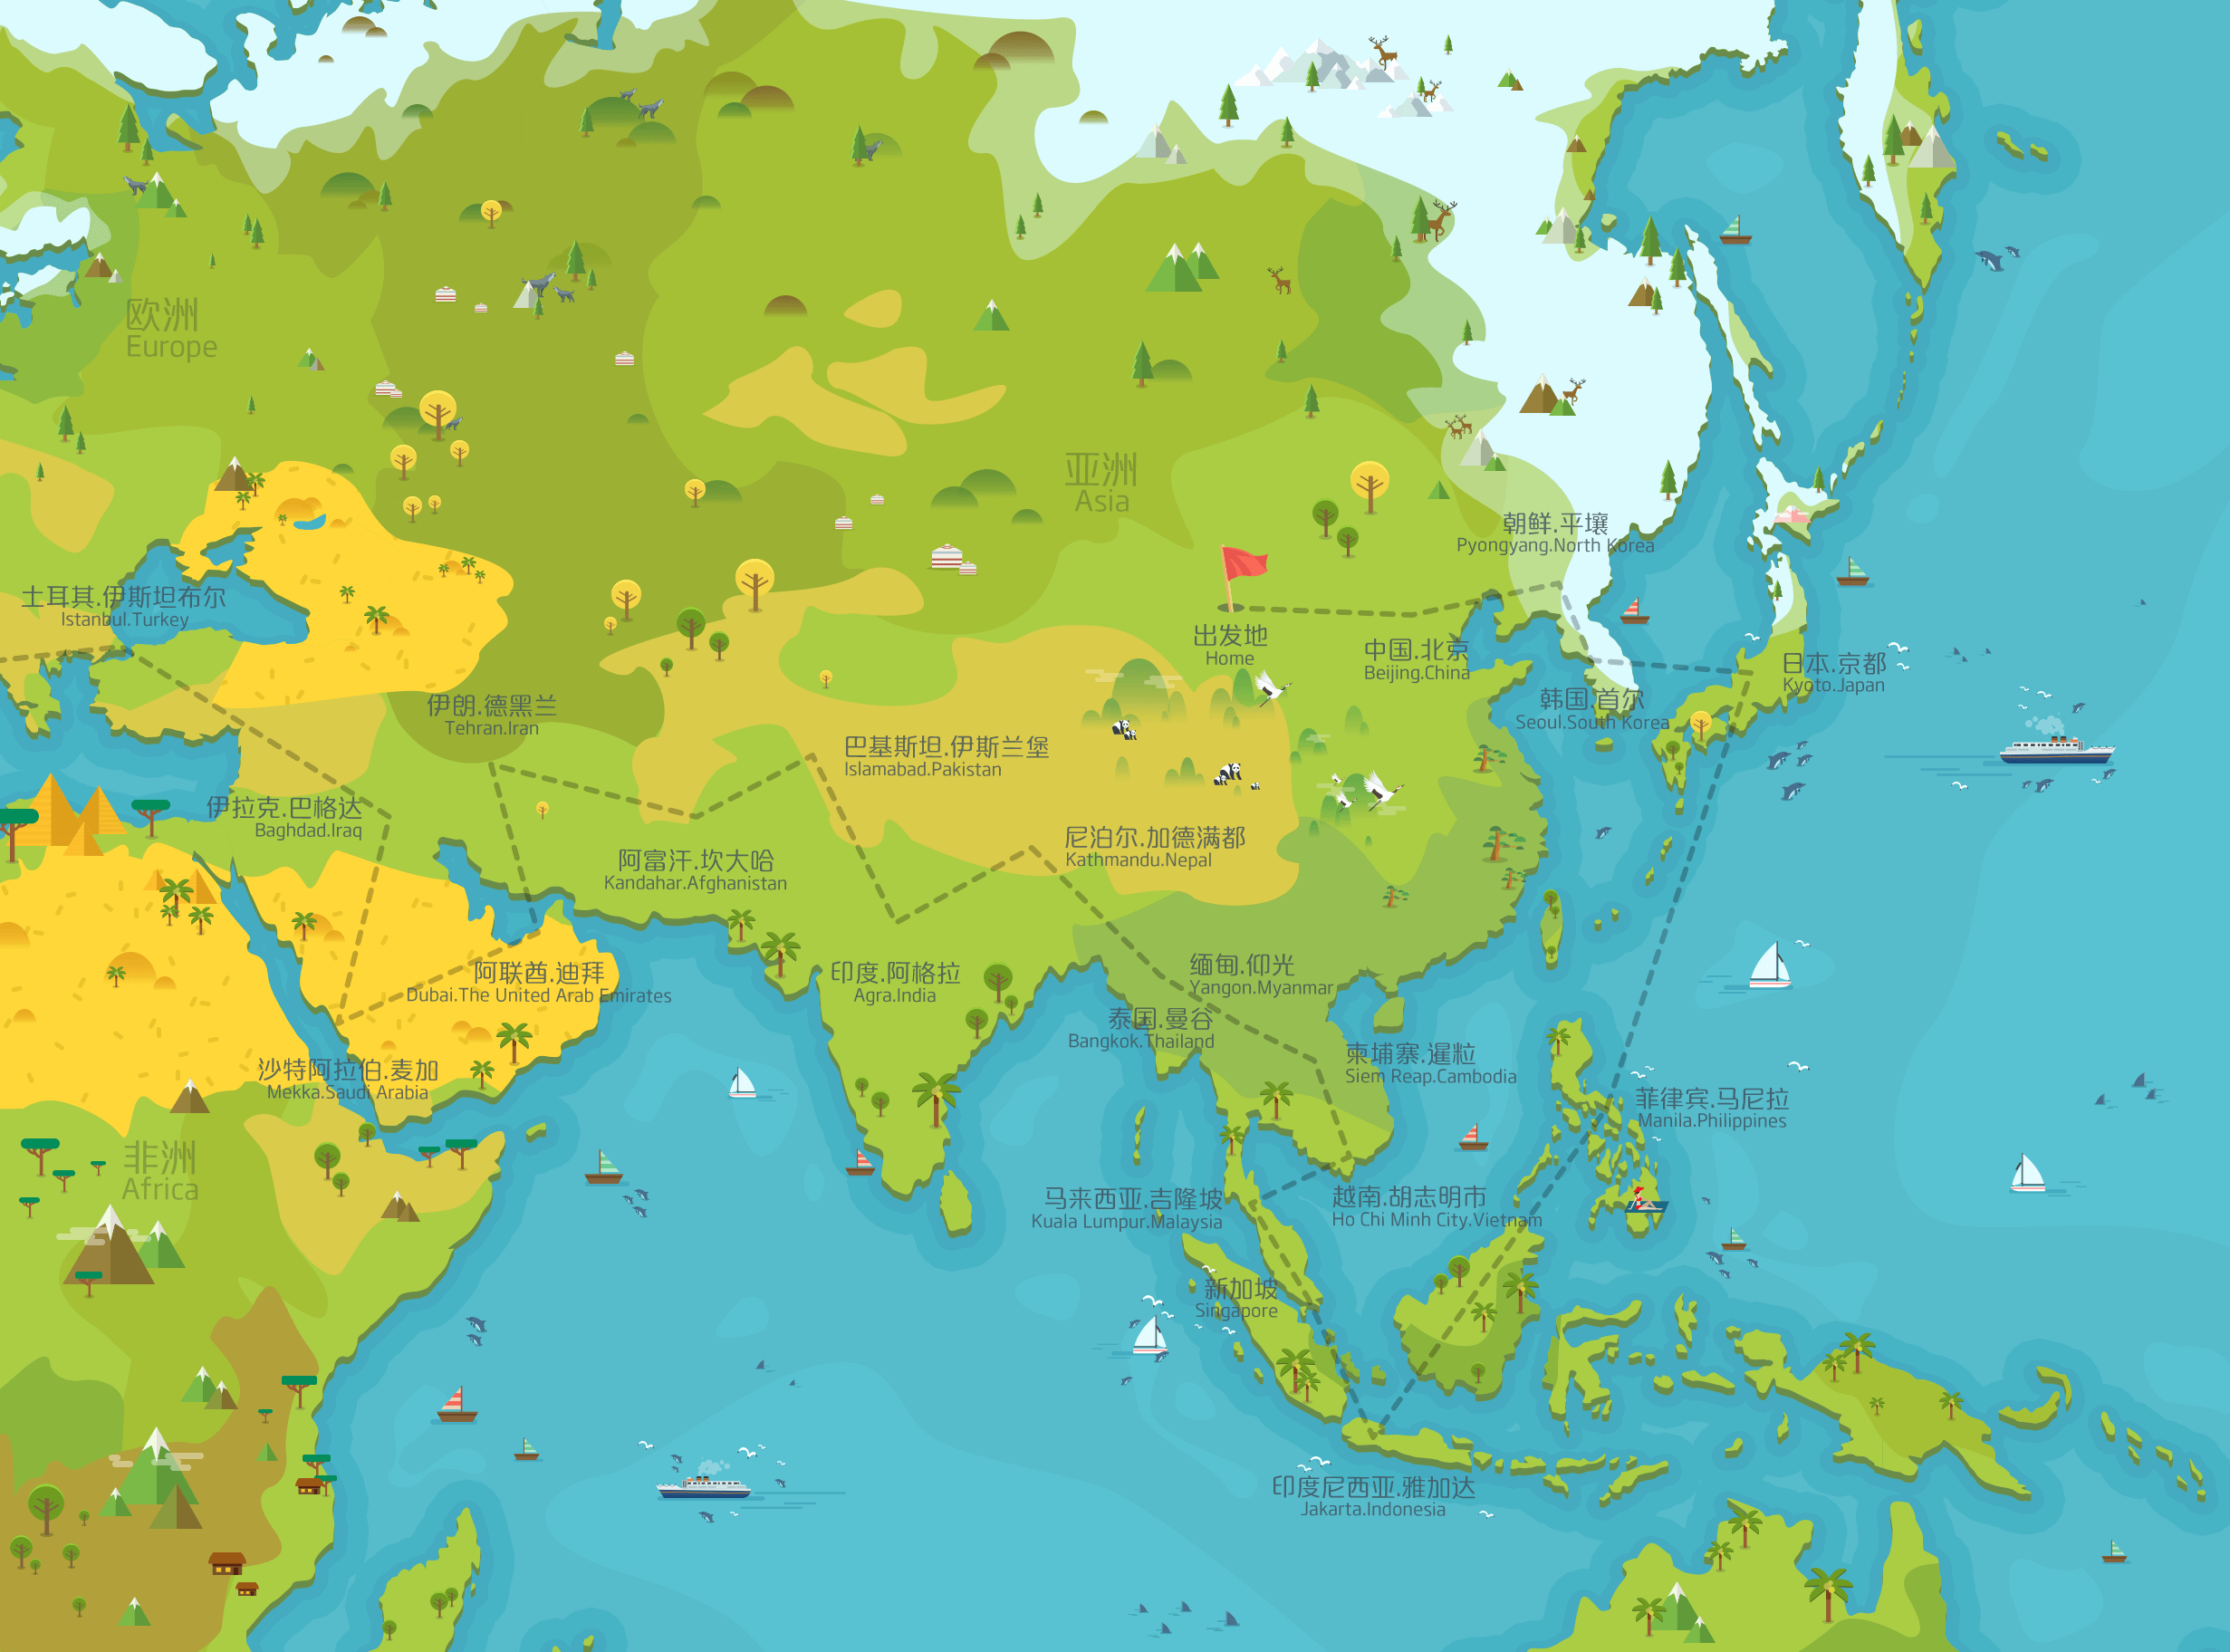 欧洲
Europe
亚洲
Asia
朝鲜.平壤
Pyongyang.North Korea
土耳其.伊斯坦布尔
Istanbul.Turkey
出发地
Home
中国.北京
Beijing.China
日本.京都
Kyoto.Japan
韩国.首尔
Seoul.South Korea
伊朗.德黑兰
Tehran.Iran
巴基斯坦.伊斯兰堡
Islamabad.Pakistan
伊拉克.巴格达
Baghdad.Iraq
尼泊尔.加德满都
Kathmandu.Nepal
阿富汗.坎大哈
Kandahar.Afghanistan
阿联酋.迪拜
Dubai.The United Arab Emirates
印度.阿格拉
Agra.India
缅甸.仰光
Yangon.Myanmar
泰国.曼谷
Bangkok.Thailand
柬埔寨.暹粒
Siem Reap.Cambodia
沙特阿拉伯.麦加
Mekka.Saudi Arabia
菲律宾.马尼拉
Manila.Philippines
非洲
Africa
马来西亚.吉隆坡
Kuala Lumpur.Malaysia
越南.胡志明市
Ho Chi Minh City.Vietnam
新加坡
Singapore
印度尼西亚.雅加达
Jakarta.Indonesia